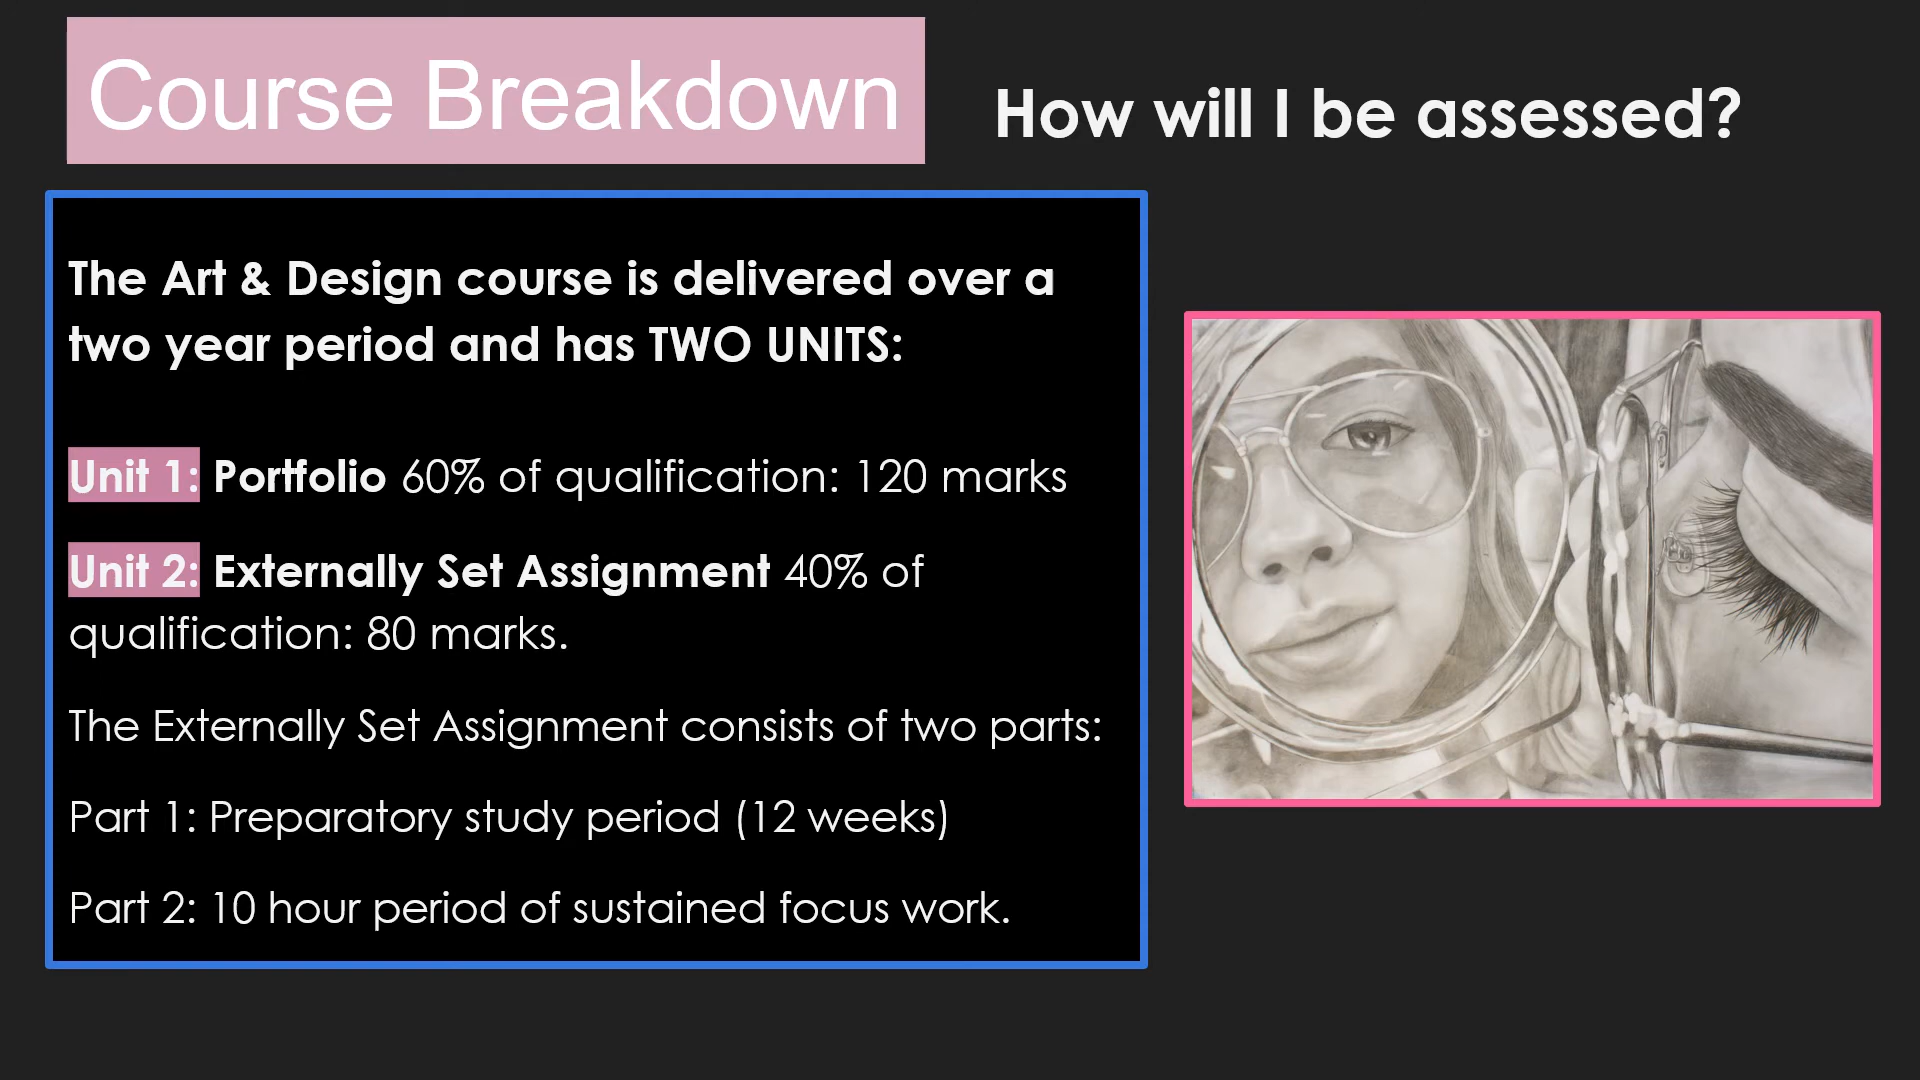 Course Breakdown
How will I be assessed?
The Art & Design course is delivered over a
two year period and has TWO UNITS:
Unit 1: Portfolio 60% of qualification: 120 marks
Unit 2: Externally Set Assignment 40% of
qualification: 80 marks.
The Externally Set Assignment consists of two parts:
Part 1: Preparatory study period (12 weeks)
Part 2: 10 hour period of sustained focus work.